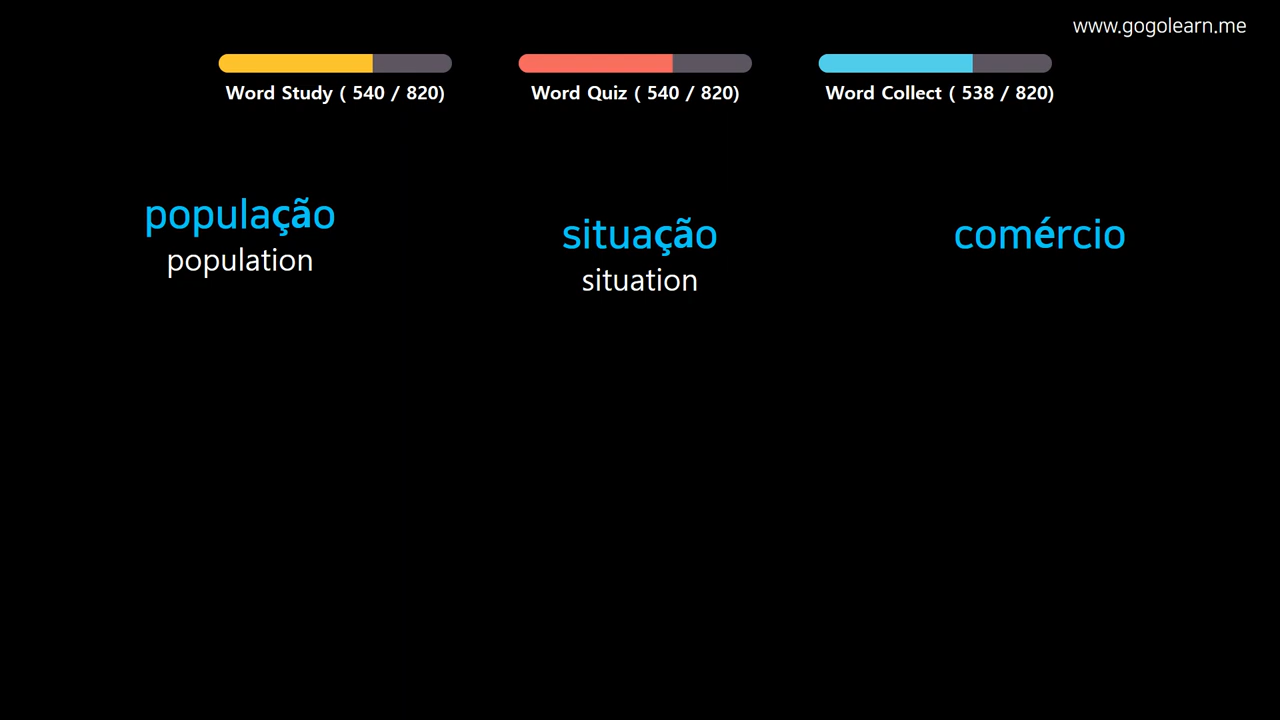 www.gogolearn.me
Word Study ( 540 / 820)
Word Quiz ( 540 / 820)
Word Collect ( 538 / 820)
população
population
situação
situation
comércio